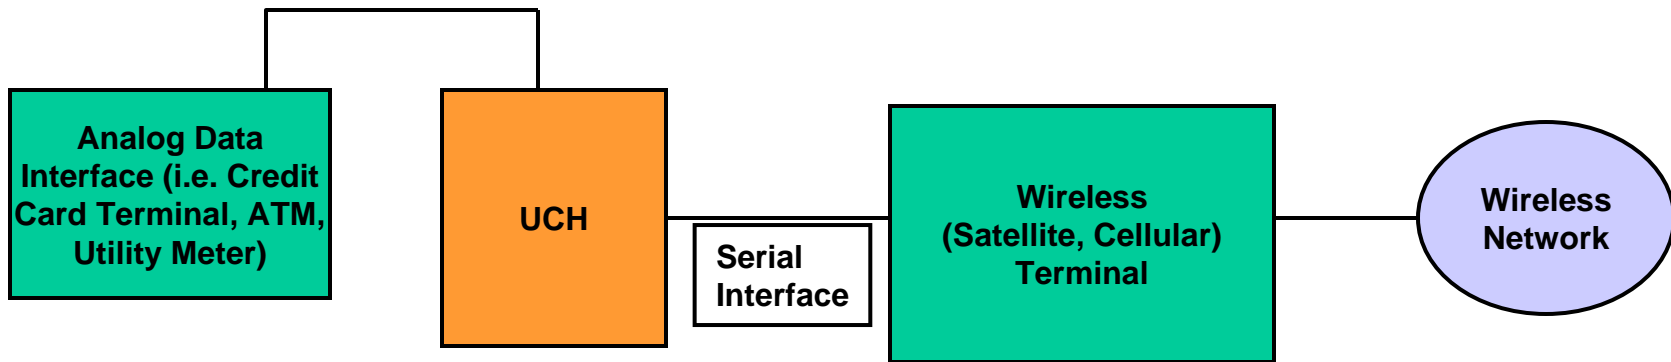 Analog Data
Interface (i.e. Credit
Card Terminal, ATM,
Utility Meter)
UCH
Serial
Interface
Wireless
(Satellite, Cellular)
Terminal
Wireless
Network